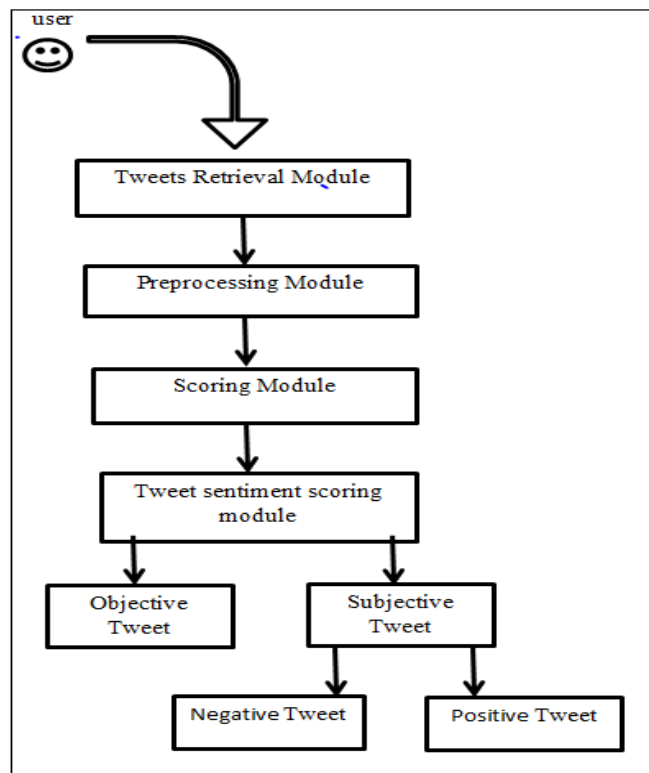 user
Tweets Retrieval Module
Preprocessing Module
Scoring Module
Tweet sentiment scoring
module
Objective
Tweet
Subjective
Tweet
Negative Tweet
Positive Tweet